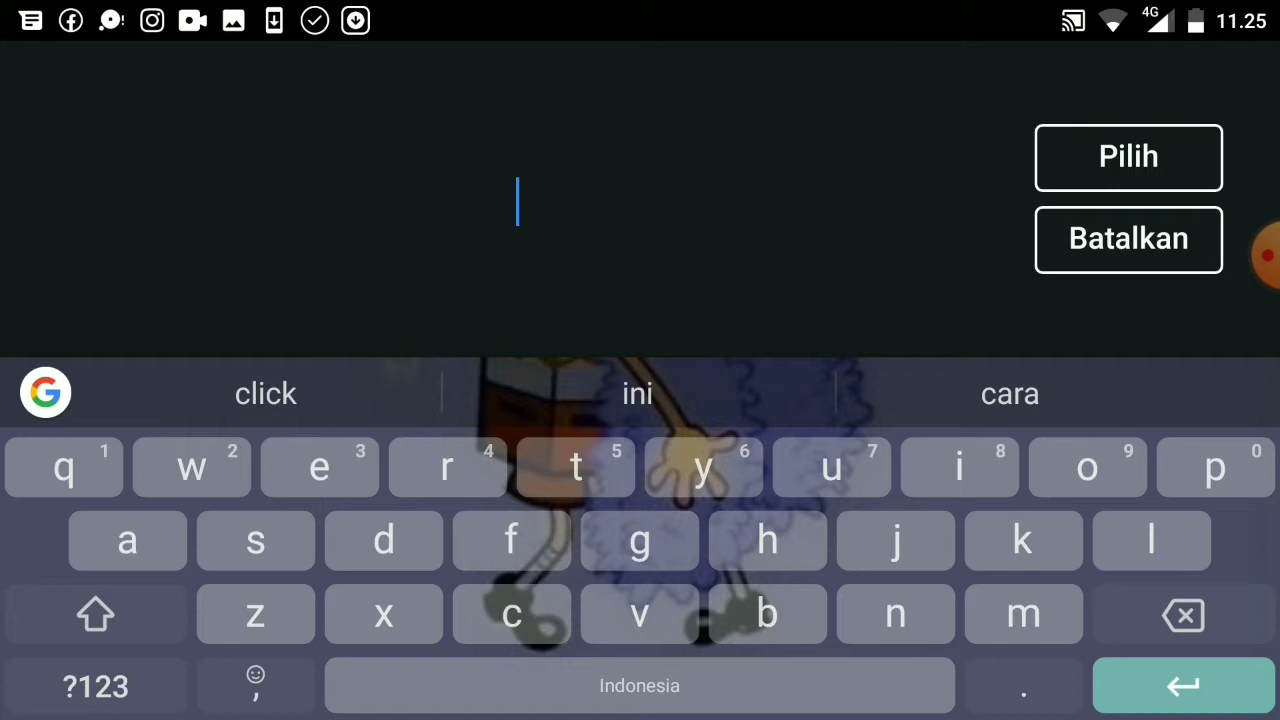 4G 11.25
Pilih
Batalkan
click ini cara
q 1 w 2 e 3 r 4 t 5 y 6 u 7 i 8 o 9 p 0
a s d f g h j k l
z x c v b n m
?123 , Indonesia .